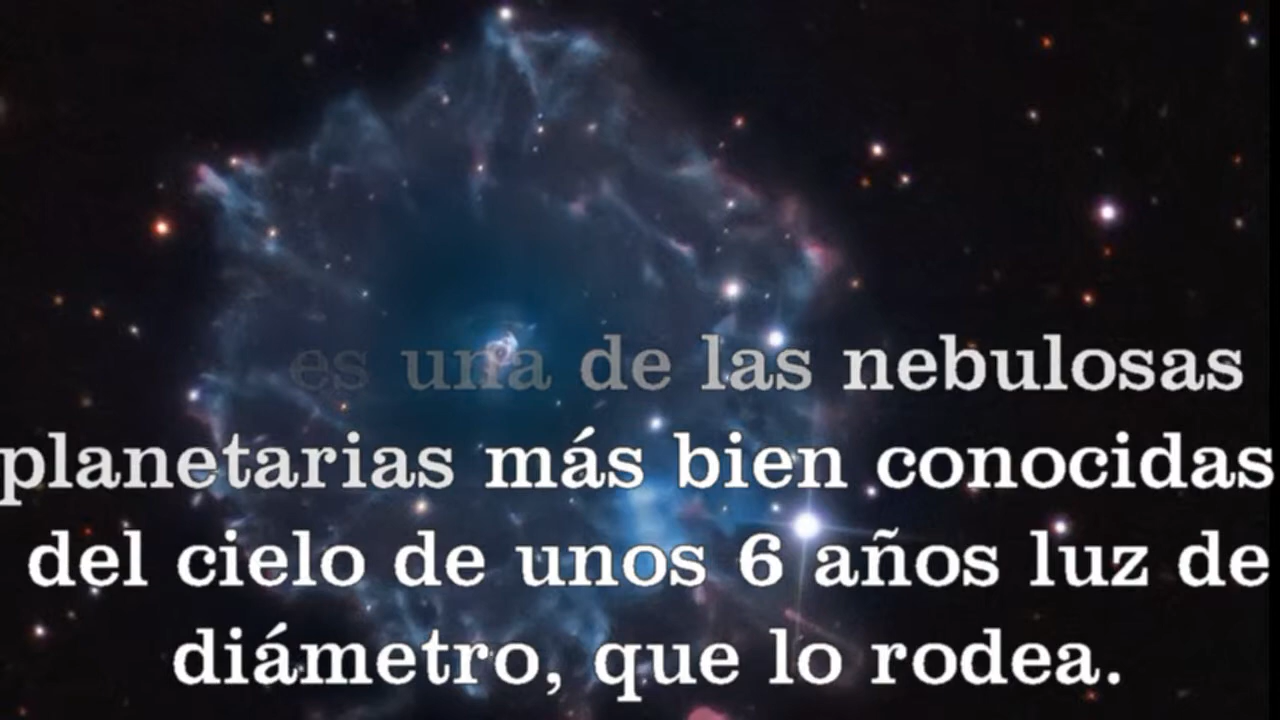 es una de las nebulosas
planetarias más bien conocidas
del cielo de unos 6 años luz de
diámetro, que lo rodea.